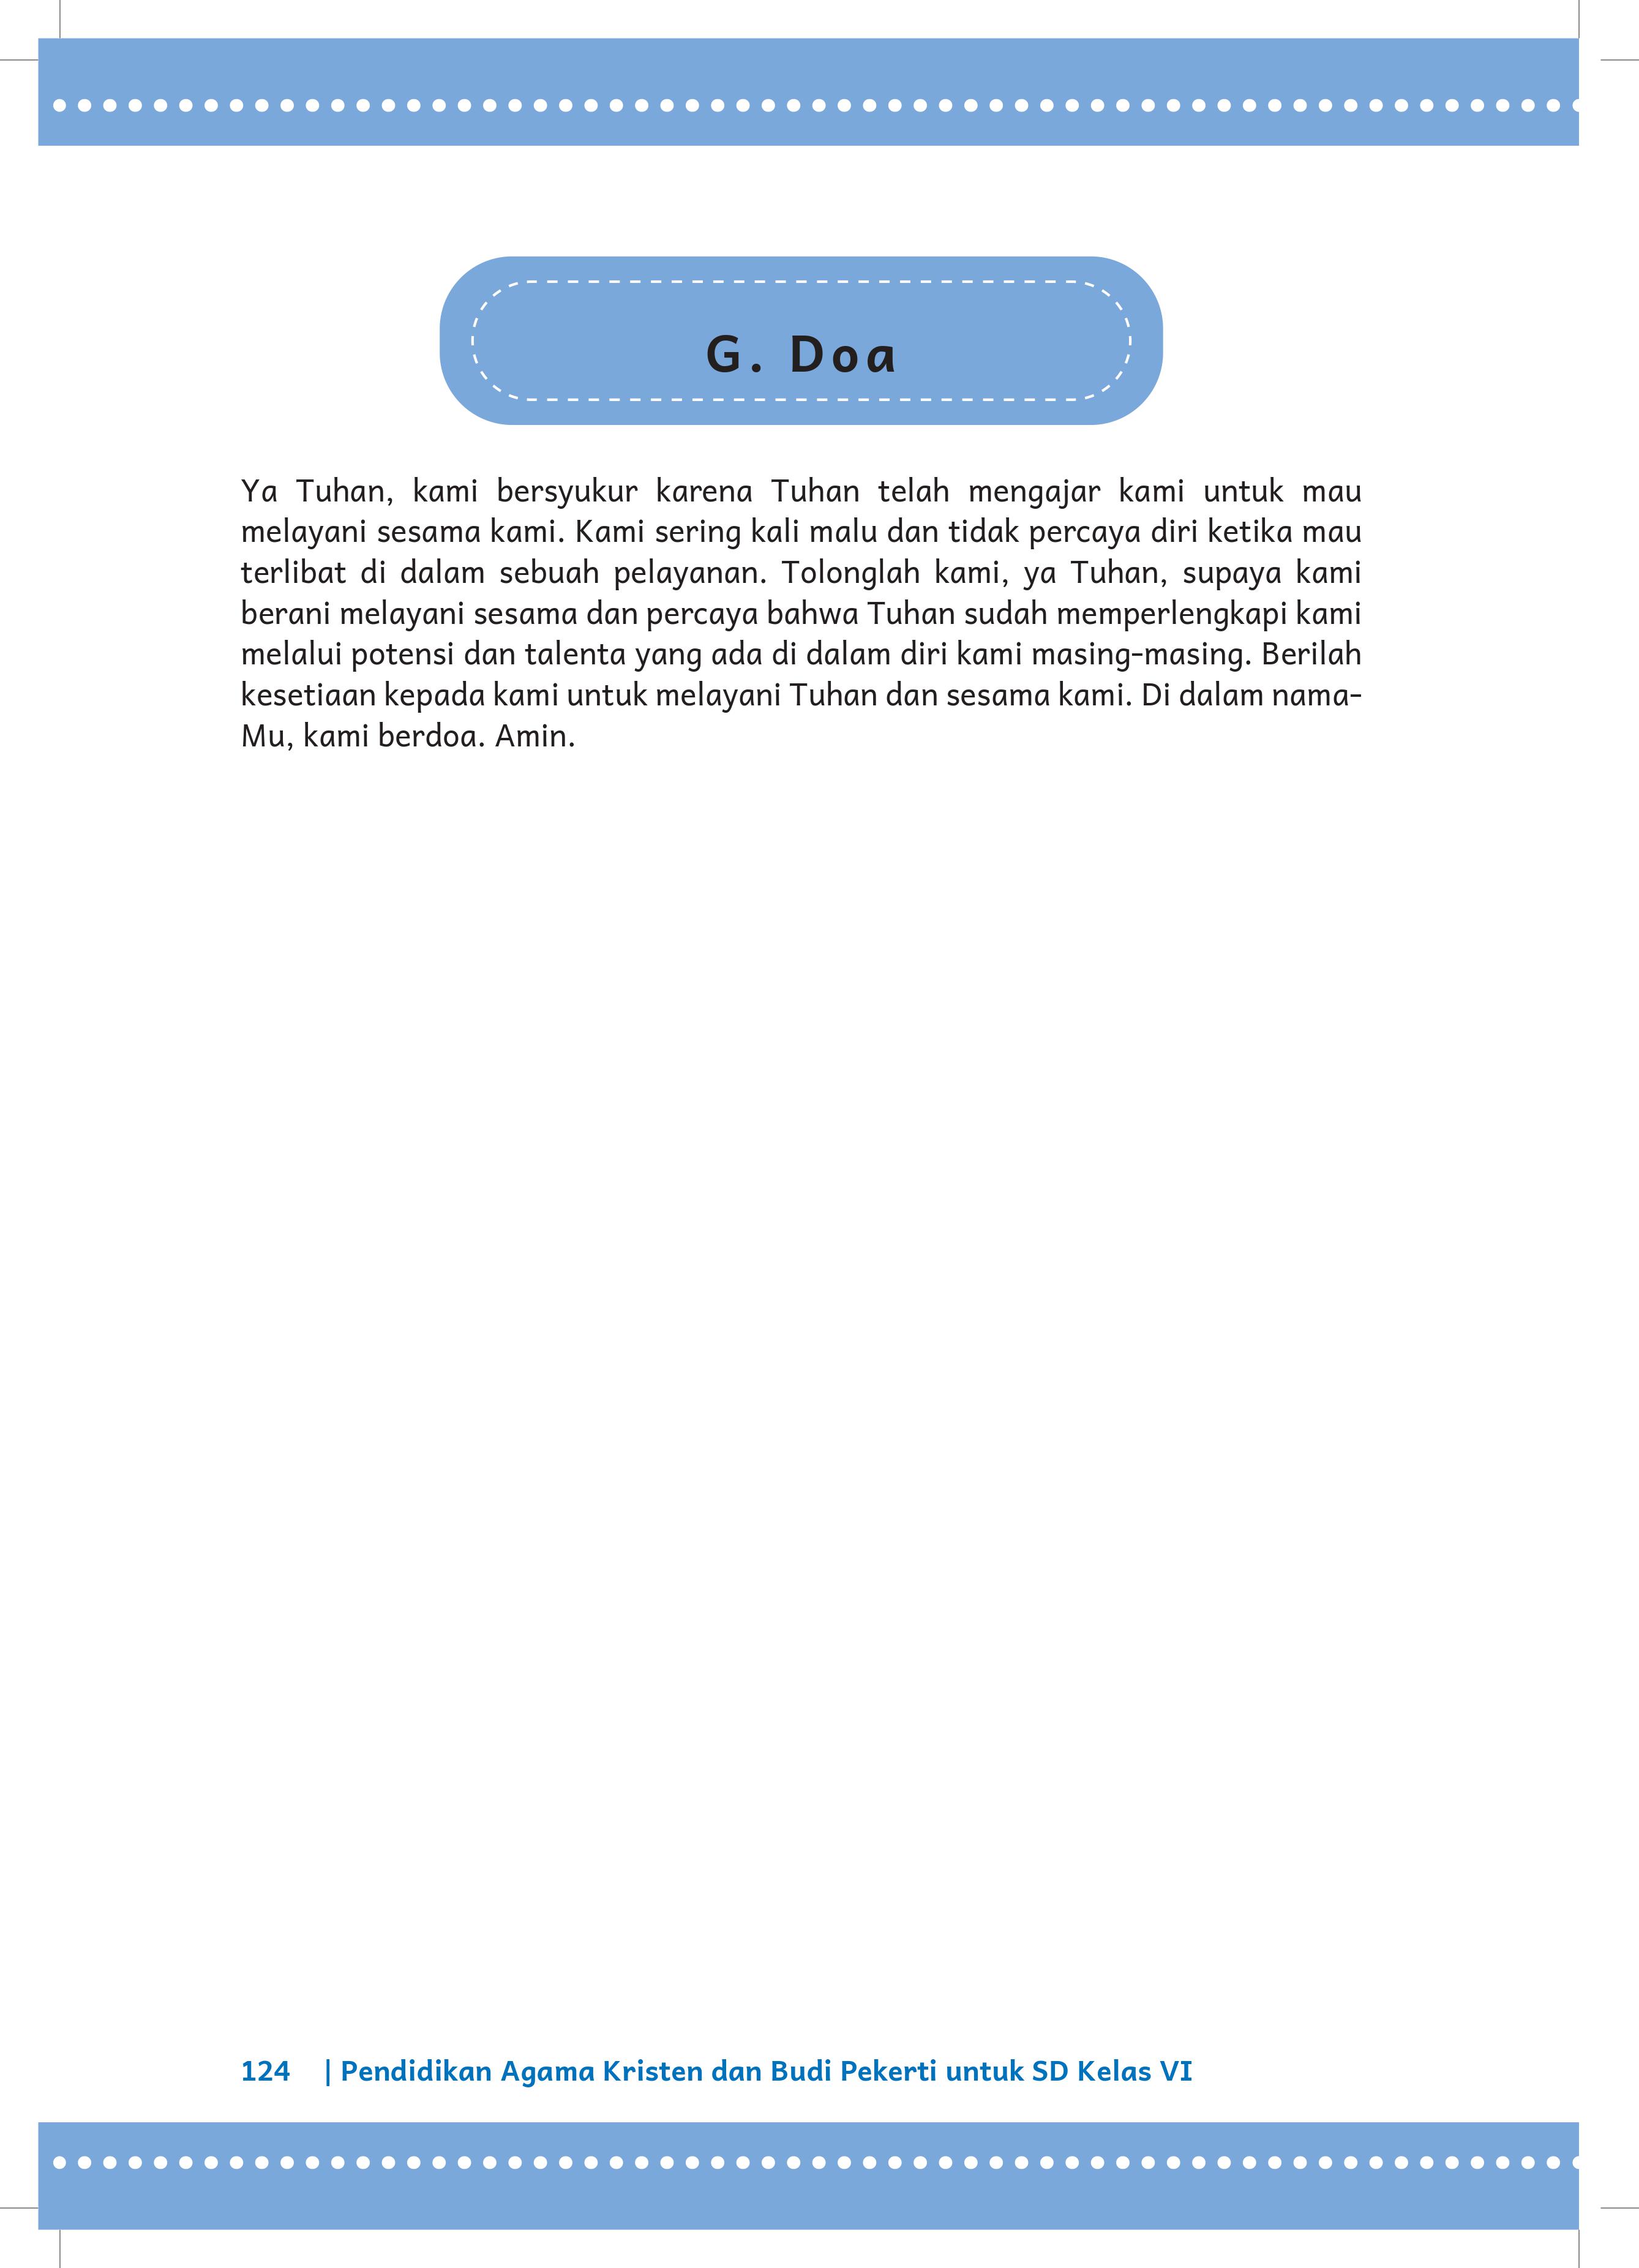 G. Doa
Ya Tuhan, kami bersyukur karena Tuhan telah mengajar kami untuk mau
melayani sesama kami. Kami sering kali malu dan tidak percaya diri ketika mau
terlibat di dalam sebuah pelayanan. Tolonglah kami, ya Tuhan, supaya kami
berani melayani sesama dan percaya bahwa Tuhan sudah memperlengkapi kami
melalui potensi dan talenta yang ada di dalam diri kami masing-masing. Berilah
kesetiaan kepada kami untuk melayani Tuhan dan sesama kami. Di dalam nama-
Mu, kami berdoa. Amin.
124 | Pendidikan Agama Kristen dan Budi Pekerti untuk SD Kelas VI